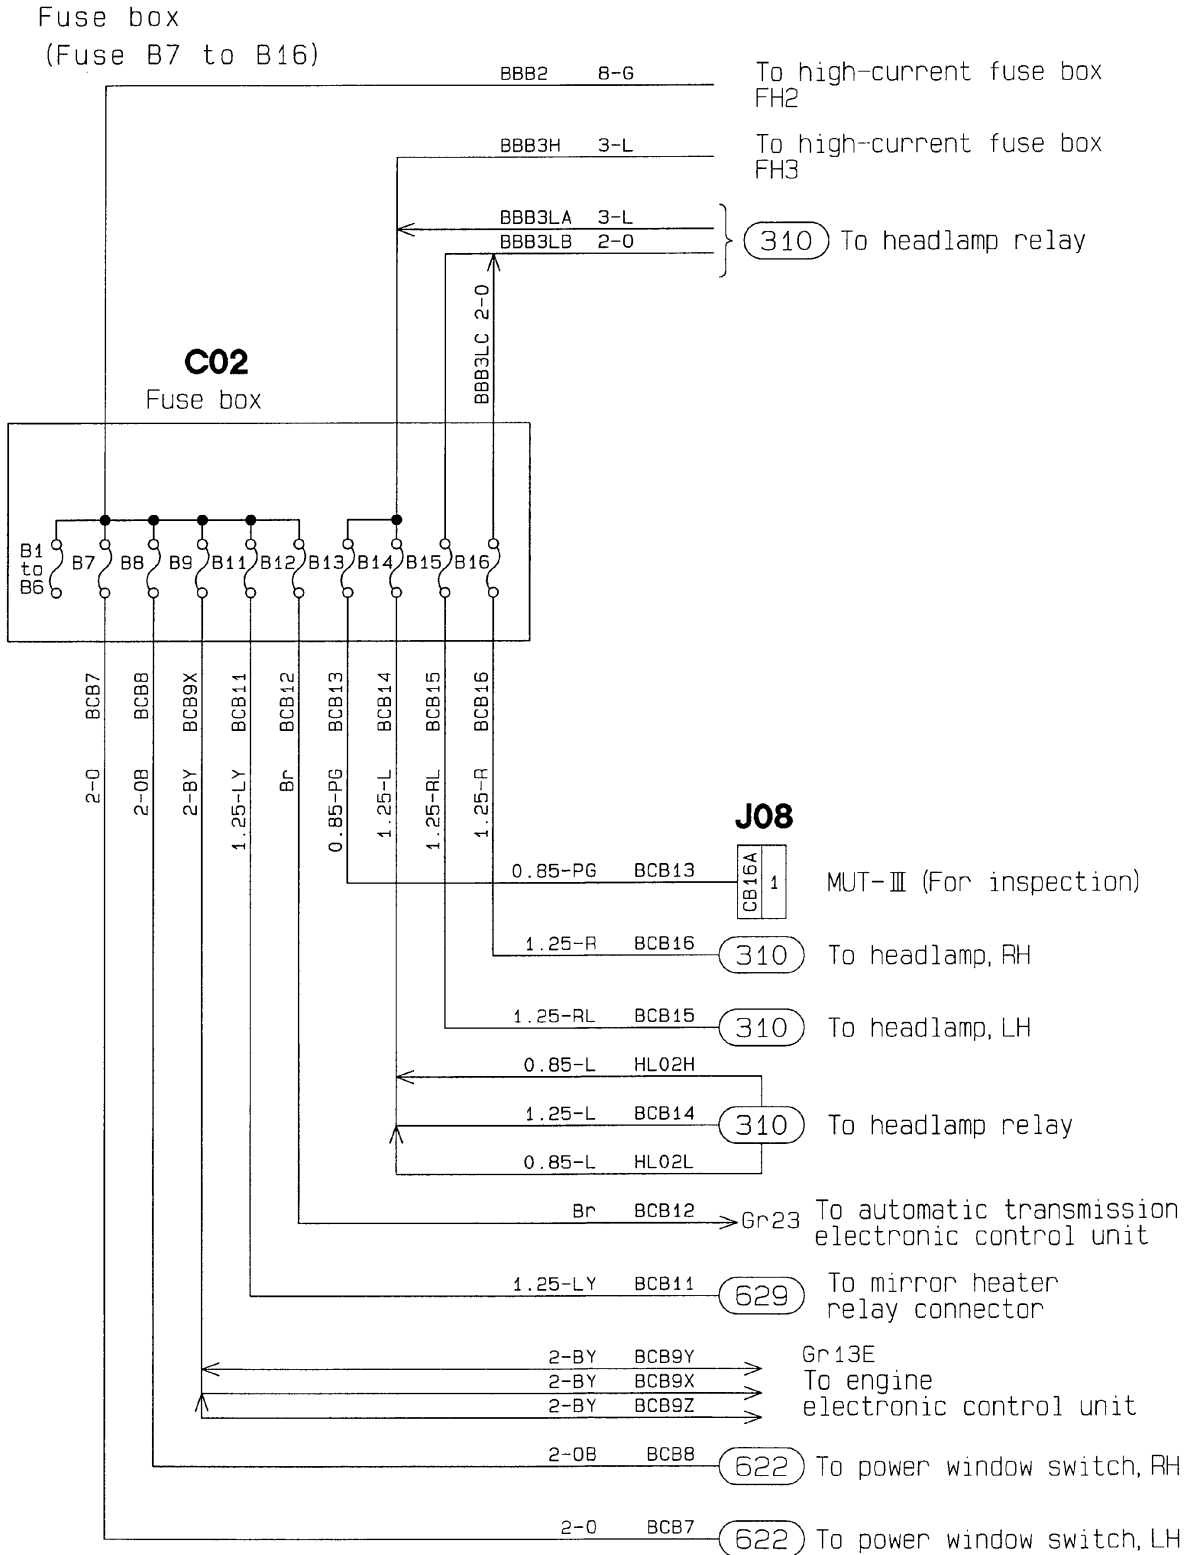 Fuse box
(Fuse B7 to B16)
BBB2 8-G To high-current fuse box
FH2
BBB3H 3-L To high-current fuse box
FH3
BBB3LA 3-L
BBB3LB 2-O
310 To headlamp relay
BBB3LC 2-O
C02
Fuse box
B1
to
B6
B7 B8 B9 B11 B12 B13 B14 B15 B16
BCB7 BCB8 BCB9X BCB11 BCB12 BCB13 BCB14 BCB15 BCB16
2-O 2-OB 2-BY 1.25-LY Br 0.85-PG 1.25-L 1.25-RL 1.25-R
J08
0.85-PG BCB13 CB16A 1 MUT-Ⅲ (For inspection)
1.25-R BCB16 310 To headlamp, RH
1.25-RL BCB15 310 To headlamp, LH
0.85-L HL02H
1.25-L BCB14 310 To headlamp relay
0.85-L HL02L
Br BCB12 Gr23 To automatic transmission
electronic control unit
1.25-LY BCB11 629 To mirror heater
relay connector
2-BY BCB9Y Gr13E
2-BY BCB9X To engine
2-BY BCB9Z electronic control unit
2-OB BCB8 622 To power window switch, RH
2-O BCB7 622 To power window switch, LH